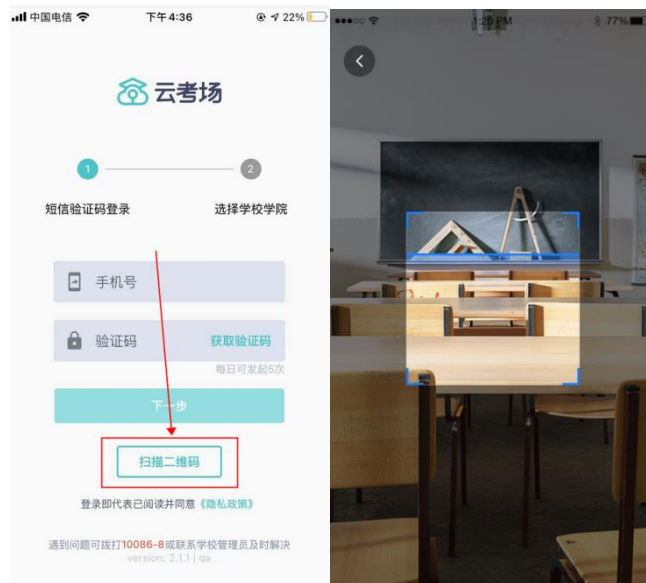 中国电信 下午4:36 22%
云考场
1 2
短信验证码登录 选择学校学院
手机号
验证码 获取验证码
每日可发起5次
下一步
扫描二维码
登录即代表已阅读并同意《隐私政策》
遇到问题可拨打10086-8或联系学校管理员及时解决
version: 2.1.1 | qa
1:20 PM 77%